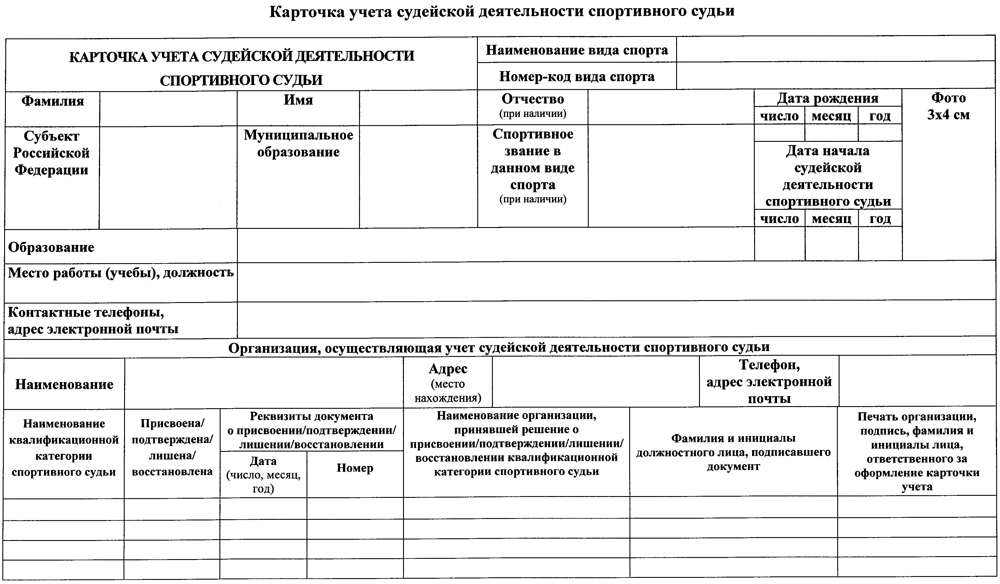 Карточка учета судейской деятельности спортивного судьи
КАРТОЧКА УЧЕТА СУДЕЙСКОЙ ДЕЯТЕЛЬНОСТИ
СПОРТИВНОГО СУДЬИ
Наименование вида спорта
Номер-код вида спорта
Фамилия
Имя
Отчество
(при наличии)
Дата рождения
число
месяц
год
Фото
3х4 см
Субъект
Российской
Федерации
Муниципальное
образование
Спортивное
звание в
данном виде
спорта
(при наличии)
Дата начала
судейской
деятельности
спортивного судьи
число
месяц
год
Образование
Место работы (учебы), должность
Контактные телефоны,
адрес электронной почты
Организация, осуществляющая учет судейской деятельности спортивного судьи
Наименование
Адрес
(место
нахождения)
Телефон,
адрес электронной
почты
Наименование
квалификационной
категории
спортивного судьи
Присвоена/
подтверждена/
лишена/
восстановлена
Реквизиты документа
о присвоении/подтверждении/
лишении/восстановлении
Дата
(число, месяц,
год)
Номер
Наименование организации,
принявшей решение о
присвоении/подтверждении/лишении/
восстановлении квалификационной
категории спортивного судьи
Фамилия и инициалы
должностного лица, подписавшего
документ
Печать организации,
подпись, фамилия и
инициалы лица,
ответственного за
оформление карточки
учета